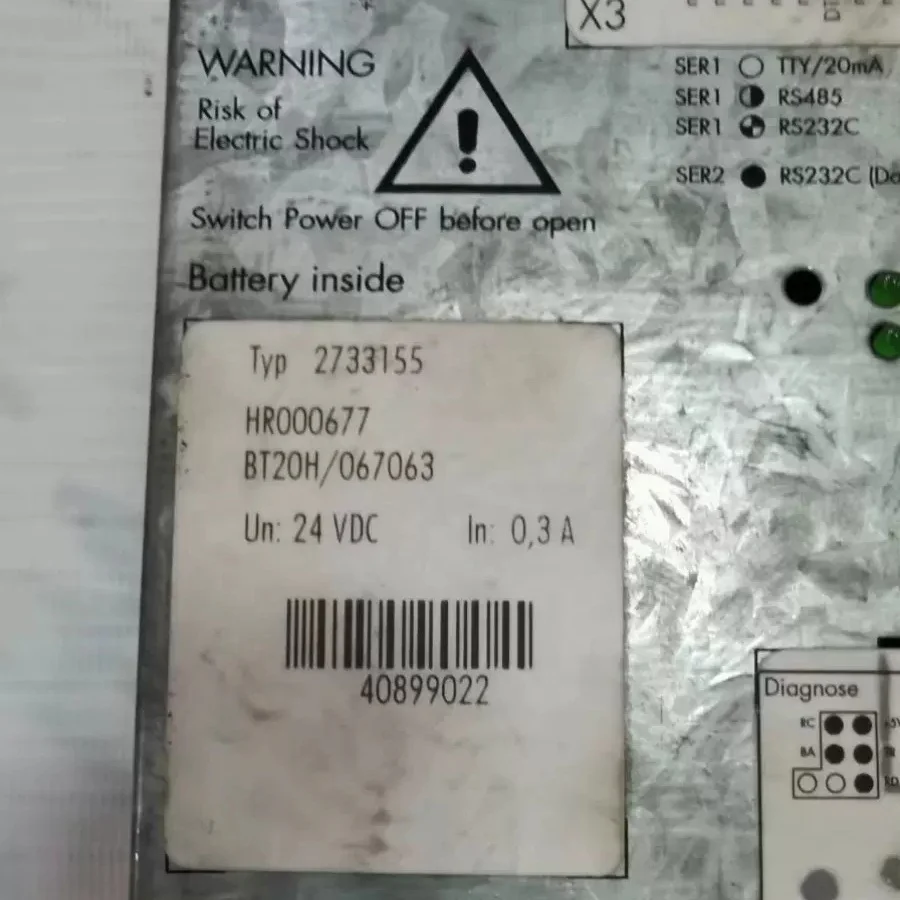 X3
WARNING
Risk of
Electric Shock
Switch Power OFF before open
Battery inside
SER1 TTY/20mA
SER1 RS485
SER1 RS232C
SER2 RS232C
Typ 2733155
HR000677
BT20H/067063
Un: 24 VDC In: 0,3 A
40899022
Diagnose
RC
BA